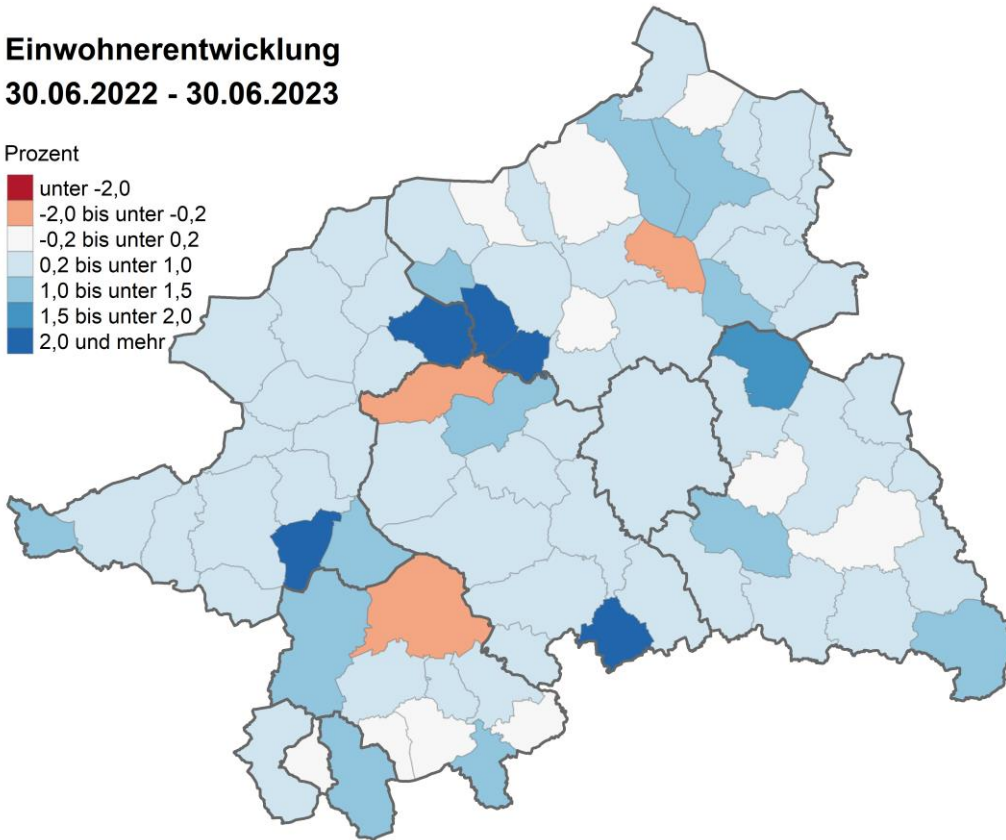 Einwohnerentwicklung
30.06.2022 - 30.06.2023
Prozent
unter -2,0
-2,0 bis unter -0,2
-0,2 bis unter 0,2
0,2 bis unter 1,0
1,0 bis unter 1,5
1,5 bis unter 2,0
2,0 und mehr